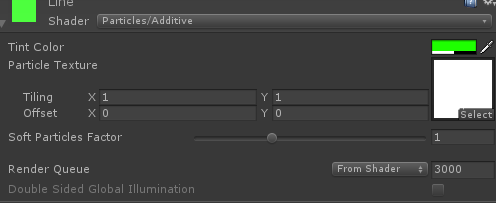 Line
Shader Particles/Additive
Tint Color
Particle Texture
Tiling X 1 Y 1
Offset X 0 Y 0
Select
Soft Particles Factor 1
Render Queue From Shader 3000
Double Sided Global Illumination